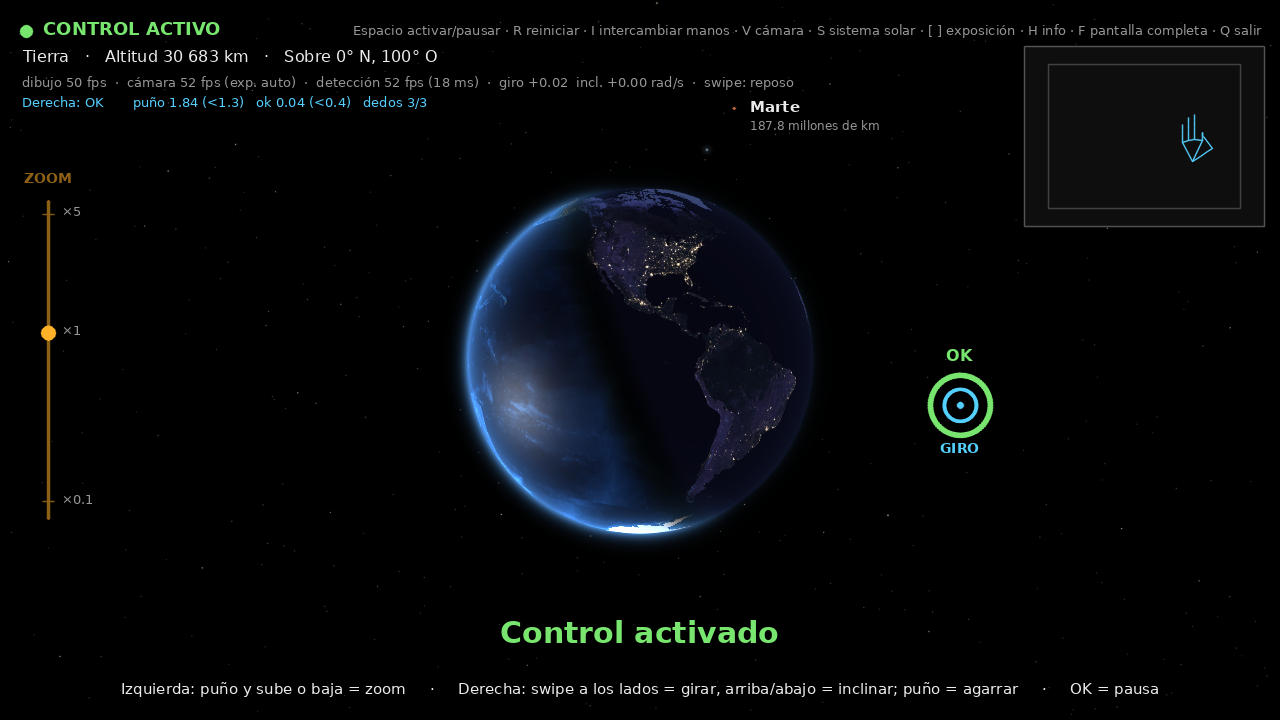 CONTROL ACTIVO
Espacio activar/pausar · R reiniciar · I intercambiar manos · V cámara · S sistema solar · [ ] exposición · H info · F pantalla completa · Q salir
Tierra · Altitud 30 683 km · Sobre 0° N, 100° O
dibujo 50 fps · cámara 52 fps (exp. auto) · detección 52 fps (18 ms) · giro +0.02 incl. +0.00 rad/s · swipe: reposo
Derecha: OK puño 1.84 (<1.3) ok 0.04 (<0.4) dedos 3/3
Marte
187.8 millones de km
ZOOM
×5
×1
×0.1
OK
GIRO
Control activado
Izquierda: puño y sube o baja = zoom · Derecha: swipe a los lados = girar, arriba/abajo = inclinar; puño = agarrar · OK = pausa